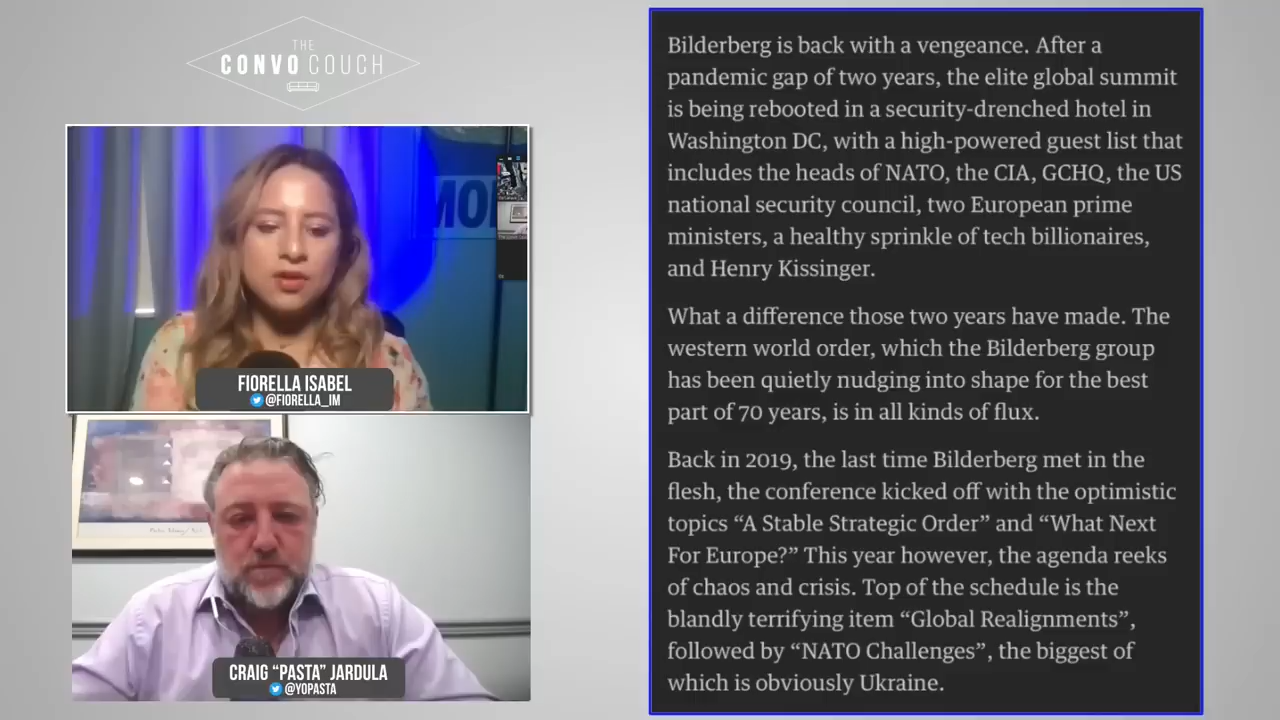 THE
CONVO COUCH
MO
FIORELLA ISABEL
@FIORELLA_IM
CRAIG “PASTA” JARDULA
@YOPASTA
Bilderberg is back with a vengeance. After a
pandemic gap of two years, the elite global summit
is being rebooted in a security-drenched hotel in
Washington DC, with a high-powered guest list that
includes the heads of NATO, the CIA, GCHQ, the US
national security council, two European prime
ministers, a healthy sprinkle of tech billionaires,
and Henry Kissinger.
What a difference those two years have made. The
western world order, which the Bilderberg group
has been quietly nudging into shape for the best
part of 70 years, is in all kinds of flux.
Back in 2019, the last time Bilderberg met in the
flesh, the conference kicked off with the optimistic
topics “A Stable Strategic Order” and “What Next
For Europe?” This year however, the agenda reeks
of chaos and crisis. Top of the schedule is the
blandly terrifying item “Global Realignments”,
followed by “NATO Challenges”, the biggest of
which is obviously Ukraine.